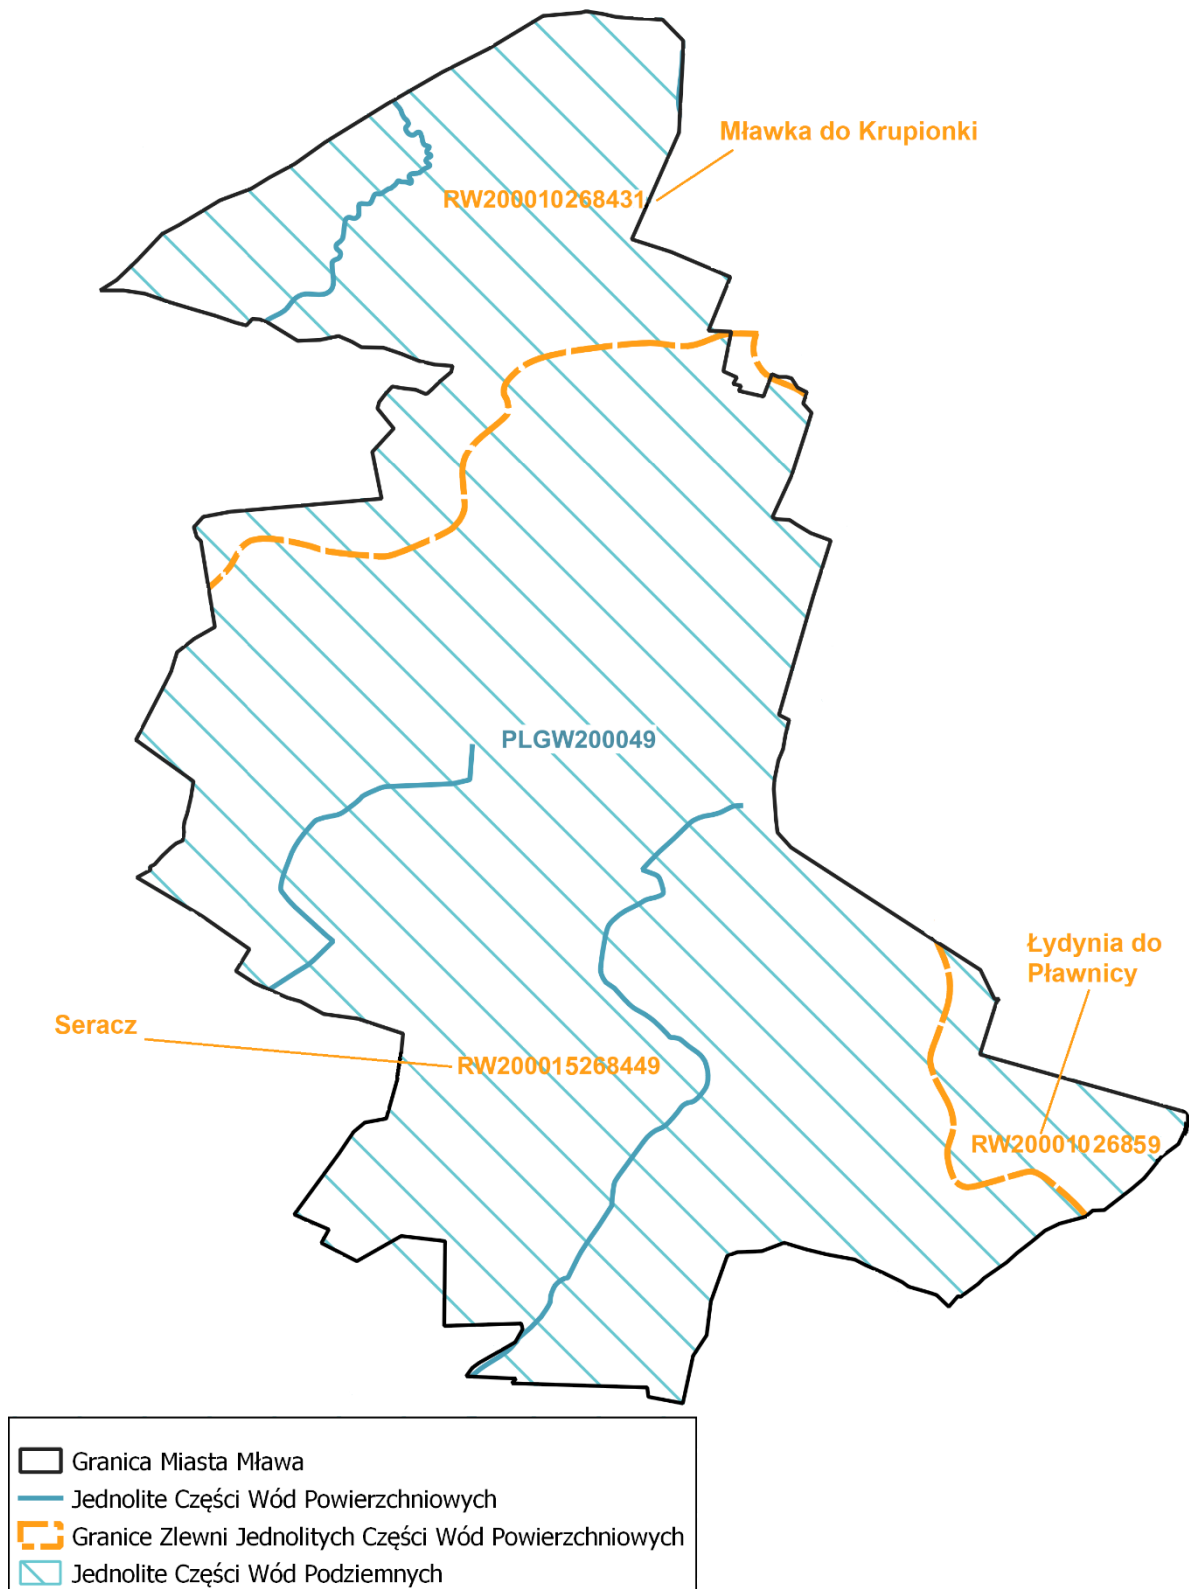 Mławka do Krupionki
RW200010268431
PLGW200049
Łydynia do
Pławnicy
Seracz
RW200015268449
RW20001026859
Granica Miasta Mława
Jednolite Części Wód Powierzchniowych
Granice Zlewni Jednolitych Części Wód Powierzchniowych
Jednolite Części Wód Podziemnych